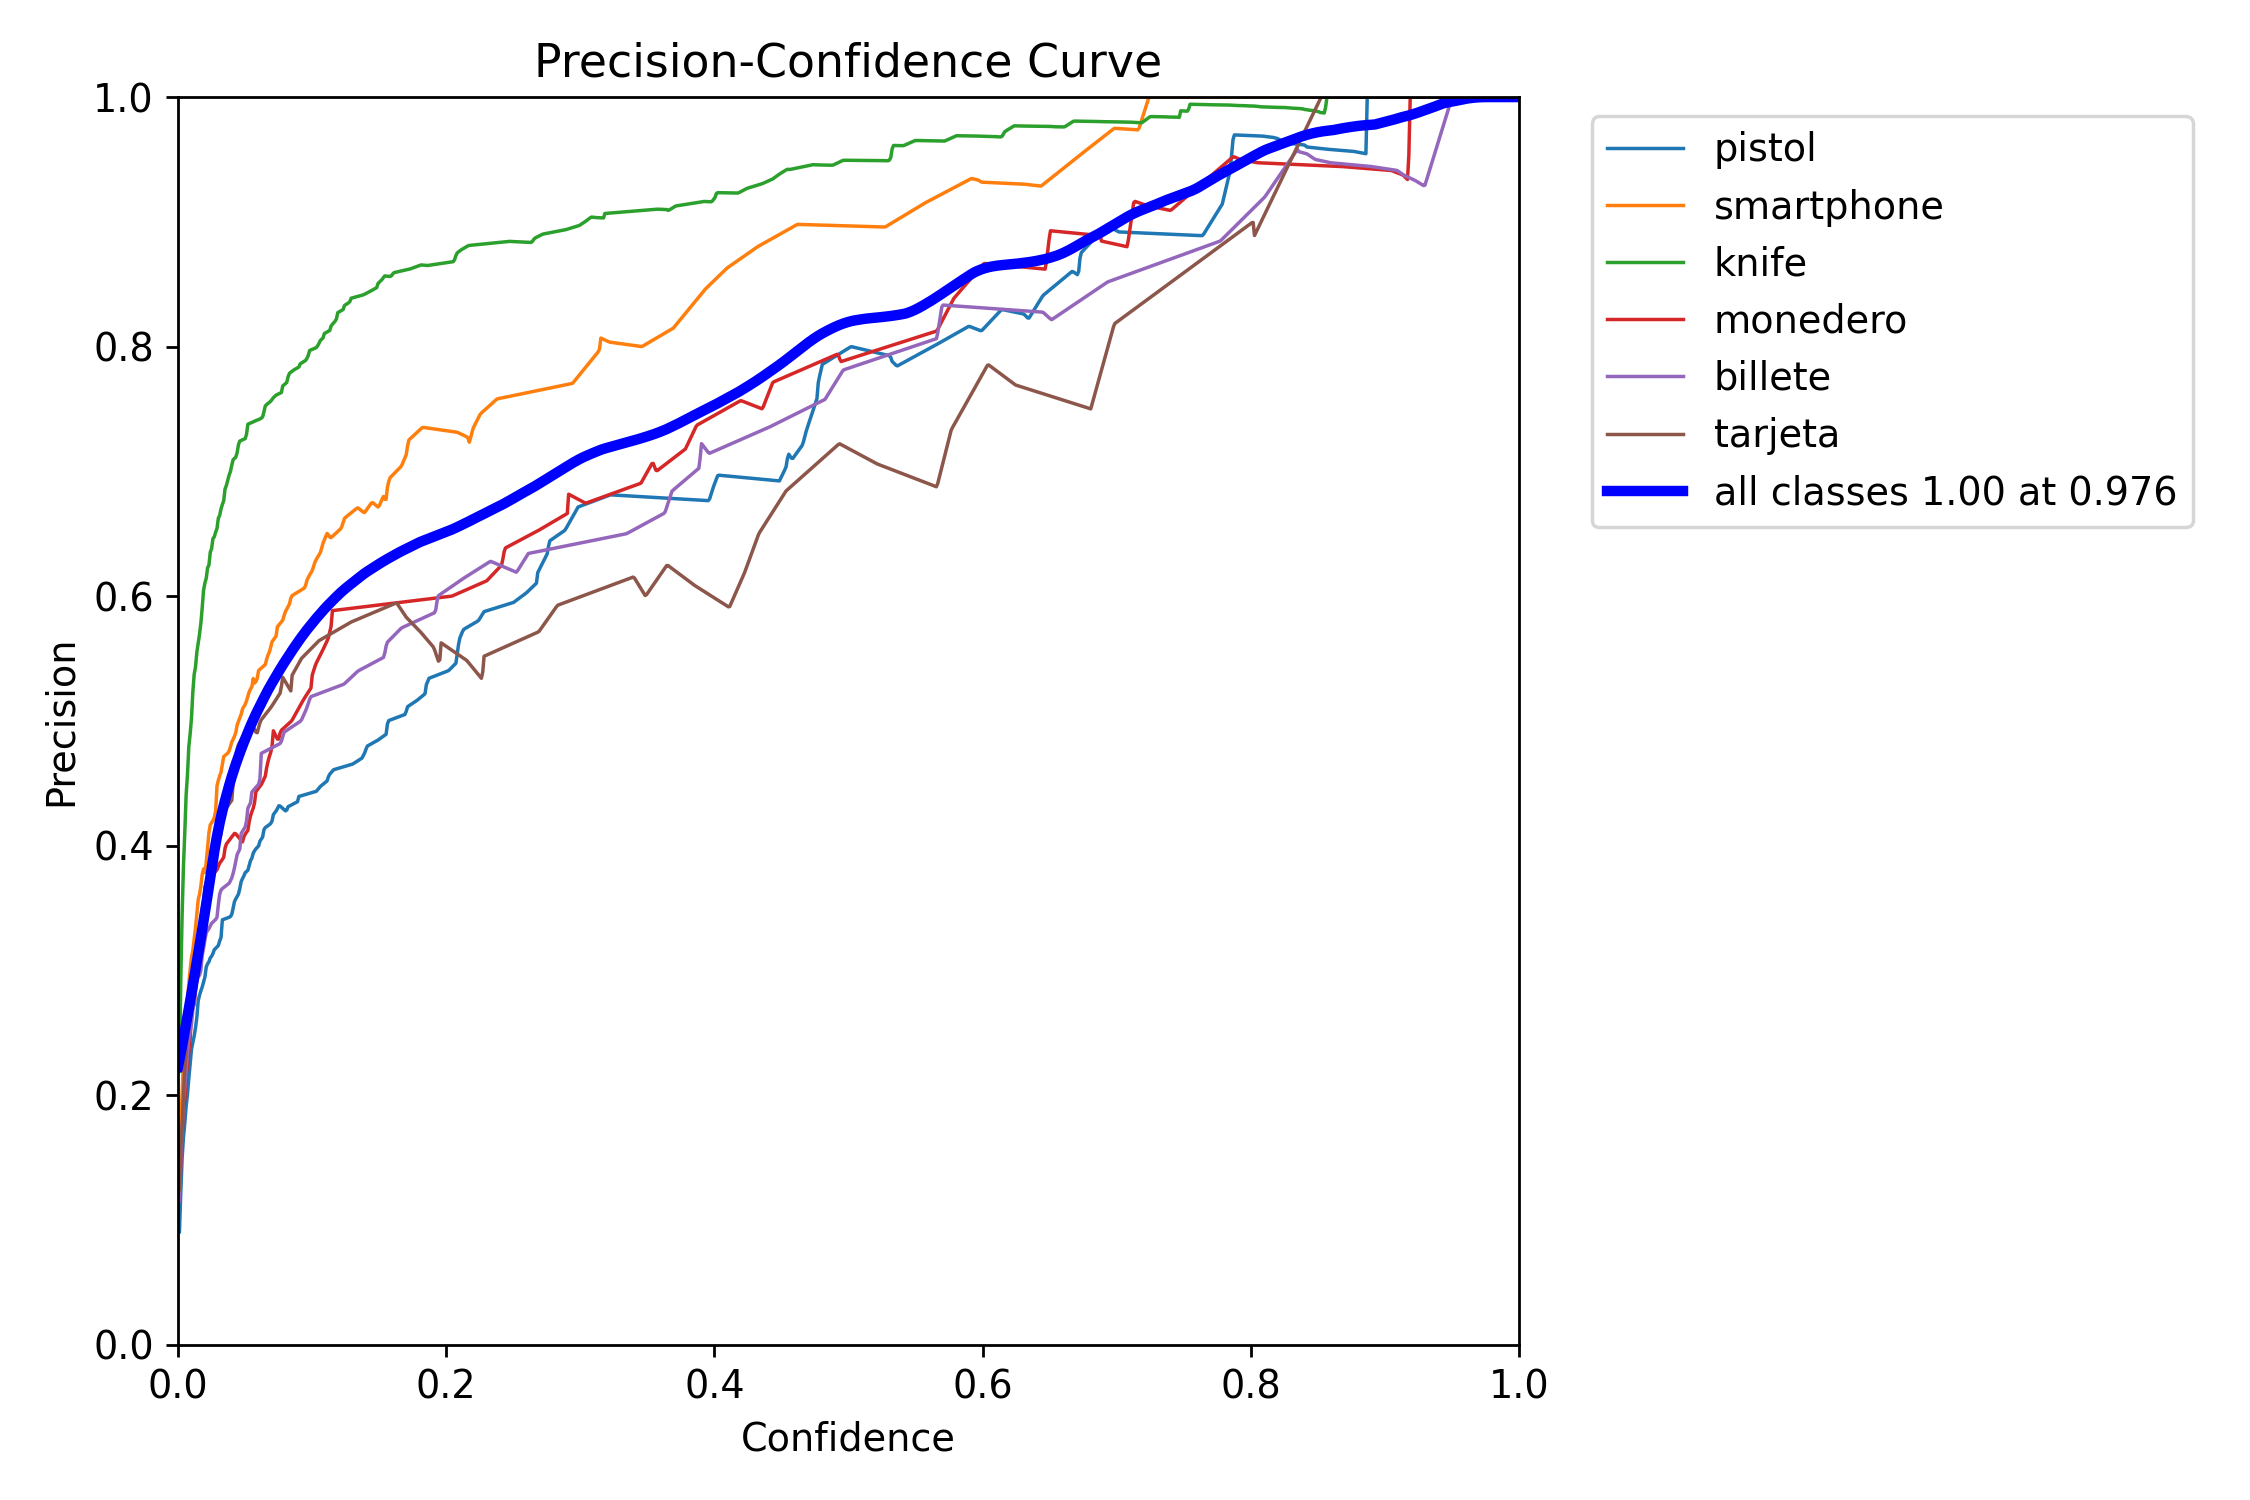 Precision-Confidence Curve
1.0
0.8
0.6
0.4
0.2
0.0
Precision
0.0 0.2 0.4 0.6 0.8 1.0
Confidence
pistol
smartphone
knife
monedero
billete
tarjeta
all classes 1.00 at 0.976